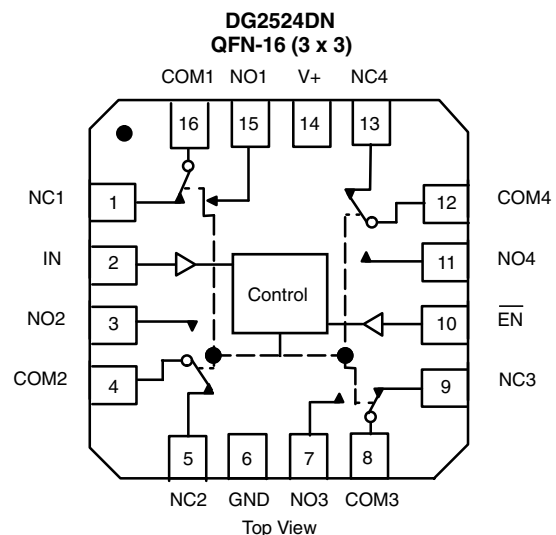 DG2524DN
QFN-16 (3 x 3)
COM1 NO1 V+ NC4
16 15 14 13
NC1 1 12 COM4
IN 2 11 NO4
Control
NO2 3 10 EN
COM2 4 9 NC3
5 6 7 8
NC2 GND NO3 COM3
Top View